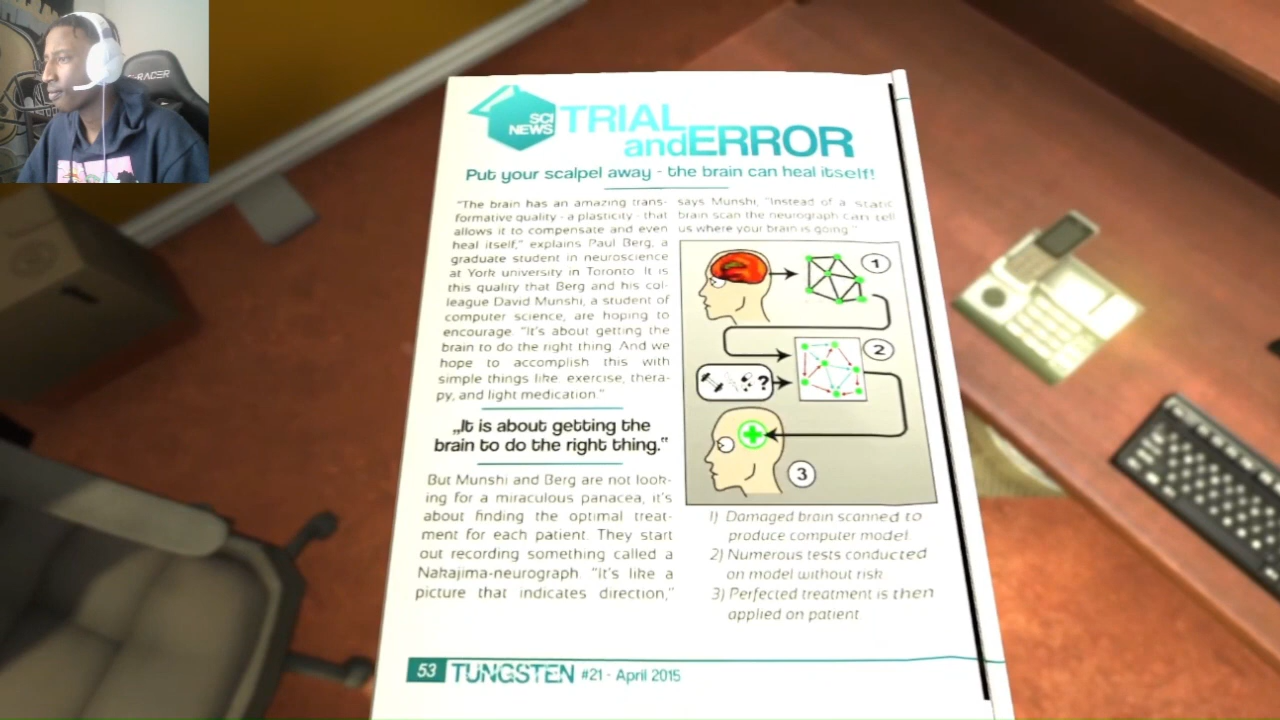 RACER
SCI
NEWS
TRIAL
andERROR
Put your scalpel away - the brain can heal itself!
"The brain has an amazing trans-
formative quality - a plasticity - that
allows it to compensate and even
heal itself," explains Paul Berg, a
graduate student in neuroscience
at York university in Toronto. It is
this quality that Berg and his col-
league David Munshi, a student of
computer science, are hoping to
encourage. "It's about getting the
brain to do the right thing. And we
hope to accomplish this with
simple things like exercise, thera-
py, and light medication."
„It is about getting the
brain to do the right thing."
But Munshi and Berg are not look-
ing for a miraculous panacea, it's
about finding the optimal treat-
ment for each patient. They start
out recording something called a
Nakajima-neurograph. "It's like a
picture that indicates direction,"
says Munshi, "Instead of a static
brain scan the neurograph can tell
us where your brain is going."
1
2
?
3
1) Damaged brain scanned to
produce computer model
2) Numerous tests conducted
on model without risk
3) Perfected treatment is then
applied on patient
53 TUNGSTEN #21 - April 2015